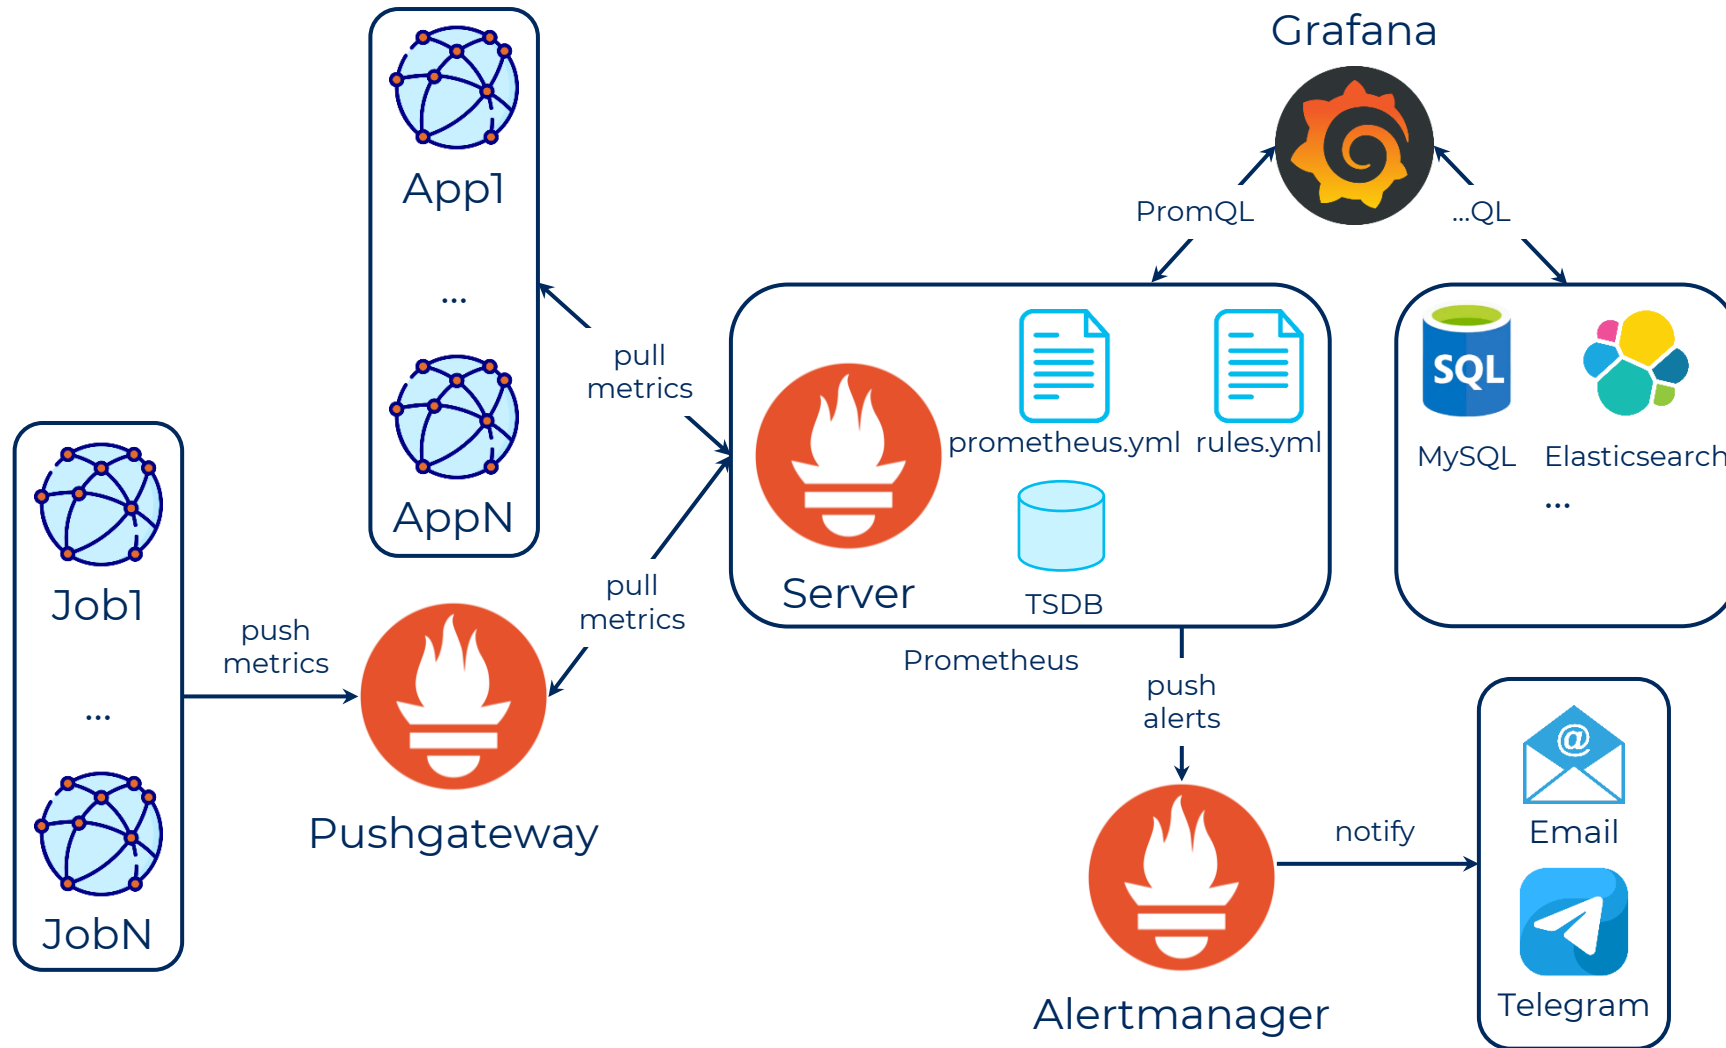 Grafana
App1
...
AppN
PromQL
...QL
pull
metrics
prometheus.yml
rules.yml
SQL
MySQL
Elasticsearch
...
Server
TSDB
Prometheus
Job1
...
JobN
push
metrics
pull
metrics
Pushgateway
push
alerts
Alertmanager
notify
@
Email
Telegram